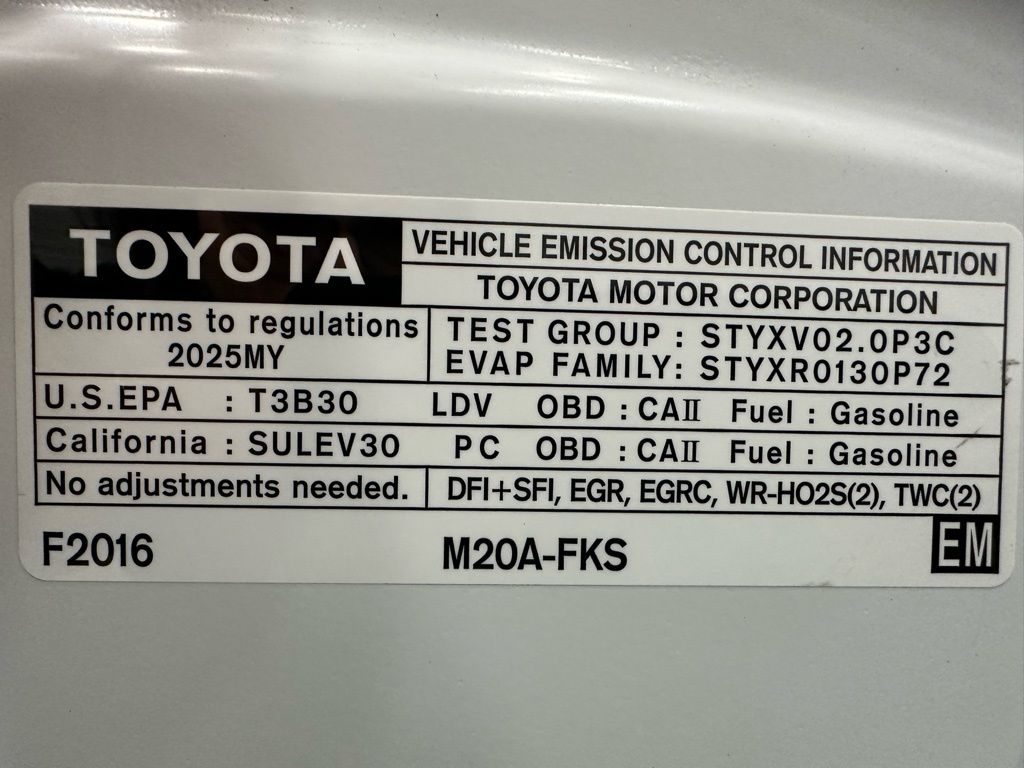 TOYOTA
VEHICLE EMISSION CONTROL INFORMATION
TOYOTA MOTOR CORPORATION
Conforms to regulations
2025MY
TEST GROUP : STYXV02.0P3C
EVAP FAMILY: STYXR0130P72
U.S.EPA : T3B30 LDV OBD : CAⅡ Fuel : Gasoline
California : SULEV30 PC OBD : CAⅡ Fuel : Gasoline
No adjustments needed. DFI+SFI, EGR, EGRC, WR-HO2S(2), TWC(2)
F2016 M20A-FKS EM